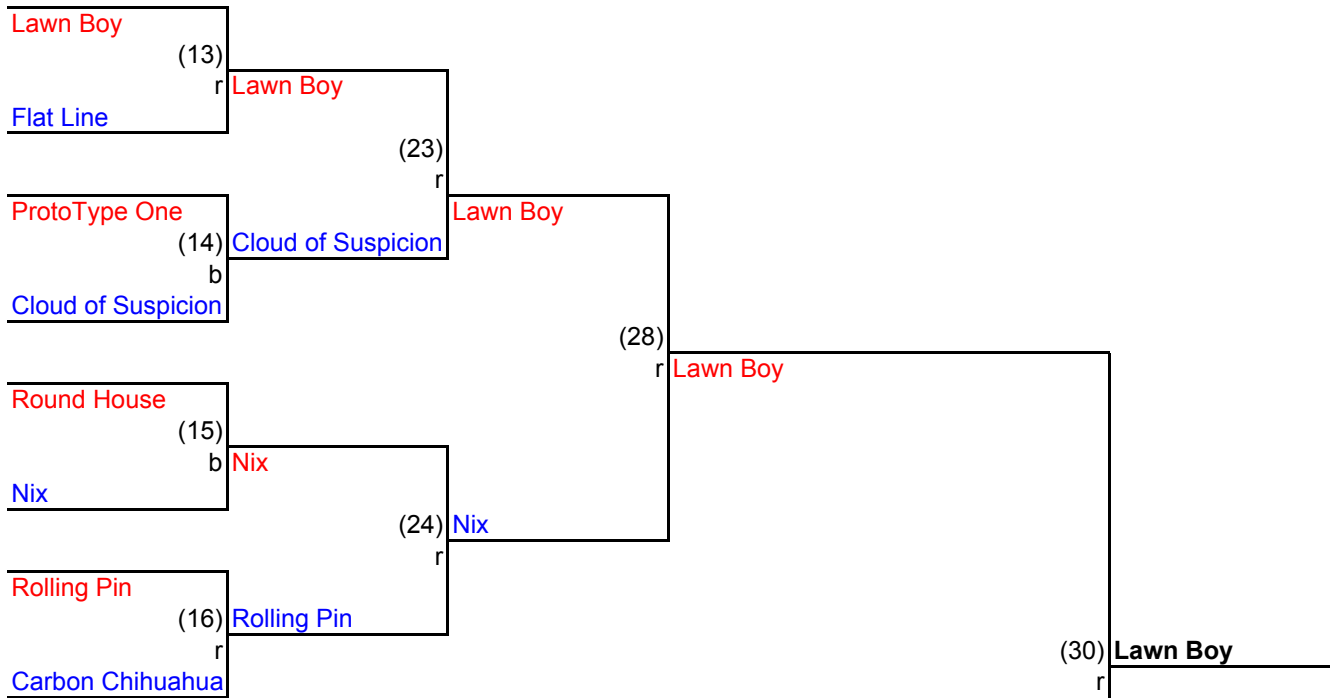 Lawn Boy
(13)
r Lawn Boy
Flat Line
(23)
r
ProtoType One
Lawn Boy
(14) Cloud of Suspicion
b
Cloud of Suspicion
(28)
r Lawn Boy
Round House
(15)
b Nix
Nix
(24) Nix
r
Rolling Pin
(16) Rolling Pin
r
Carbon Chihuahua
(30) Lawn Boy
r